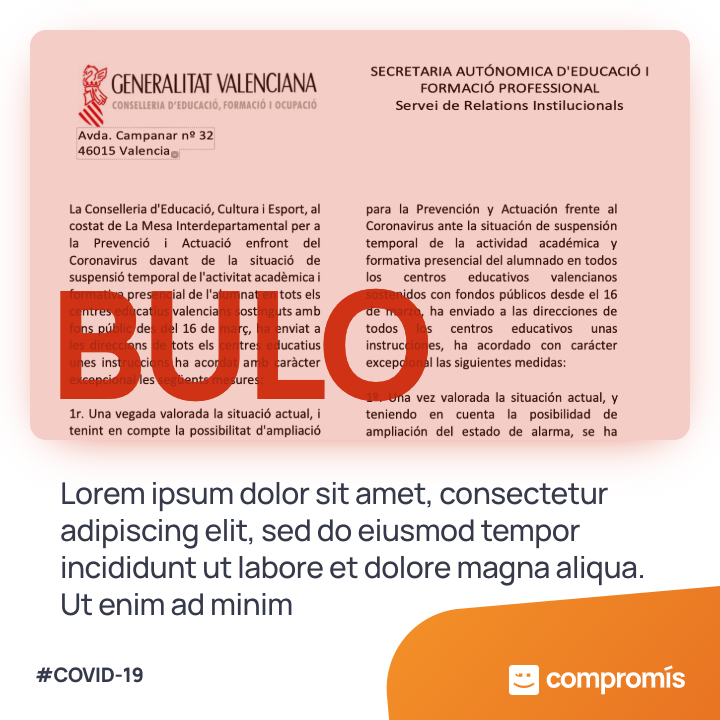 GENERALITAT VALENCIANA
CONSELLERIA D'EDUCACIÓ, FORMACIÓ I OCUPACIÓ
Avda. Campanar nº 32
46015 Valencia
SECRETARIA AUTÓNOMICA D'EDUCACIÓ I
FORMACIÓ PROFESSIONAL
Servei de Relations Instilucionals
La Conselleria d'Educació, Cultura i Esport, al
costat de La Mesa Interdepartamental per a
la Prevenció i Actuació enfront del
Coronavirus davant de la situació de
suspensió temporal de l'activitat acadèmica i
formativa presencial de l'alumnat en tots els
centres educatius valencians sostinguts amb
fons públic des del 16 de març, ha enviat a
les direccions de tots els centres educatius
unes instruccions ha acordat amb caràcter
excepcional les següents mesures:
1r. Una vegada valorada la situació actual, i
tenint en compte la possibilitat d'ampliació
para la Prevención y Actuación frente al
Coronavirus ante la situación de suspensión
temporal de la actividad académica y
formativa presencial del alumnado en todos
los centros educativos valencianos
sostenidos con fondos públicos desde el 16
de marzo, ha enviado a las direcciones de
todos los centros educativos unas
instrucciones, ha acordado con carácter
excepcional las siguientes medidas:
1º. Una vez valorada la situación actual, y
teniendo en cuenta la posibilidad de
ampliación del estado de alarma, se ha
BULO
Lorem ipsum dolor sit amet, consectetur
adipiscing elit, sed do eiusmod tempor
incididunt ut labore et dolore magna aliqua.
Ut enim ad minim
#COVID-19
compromís